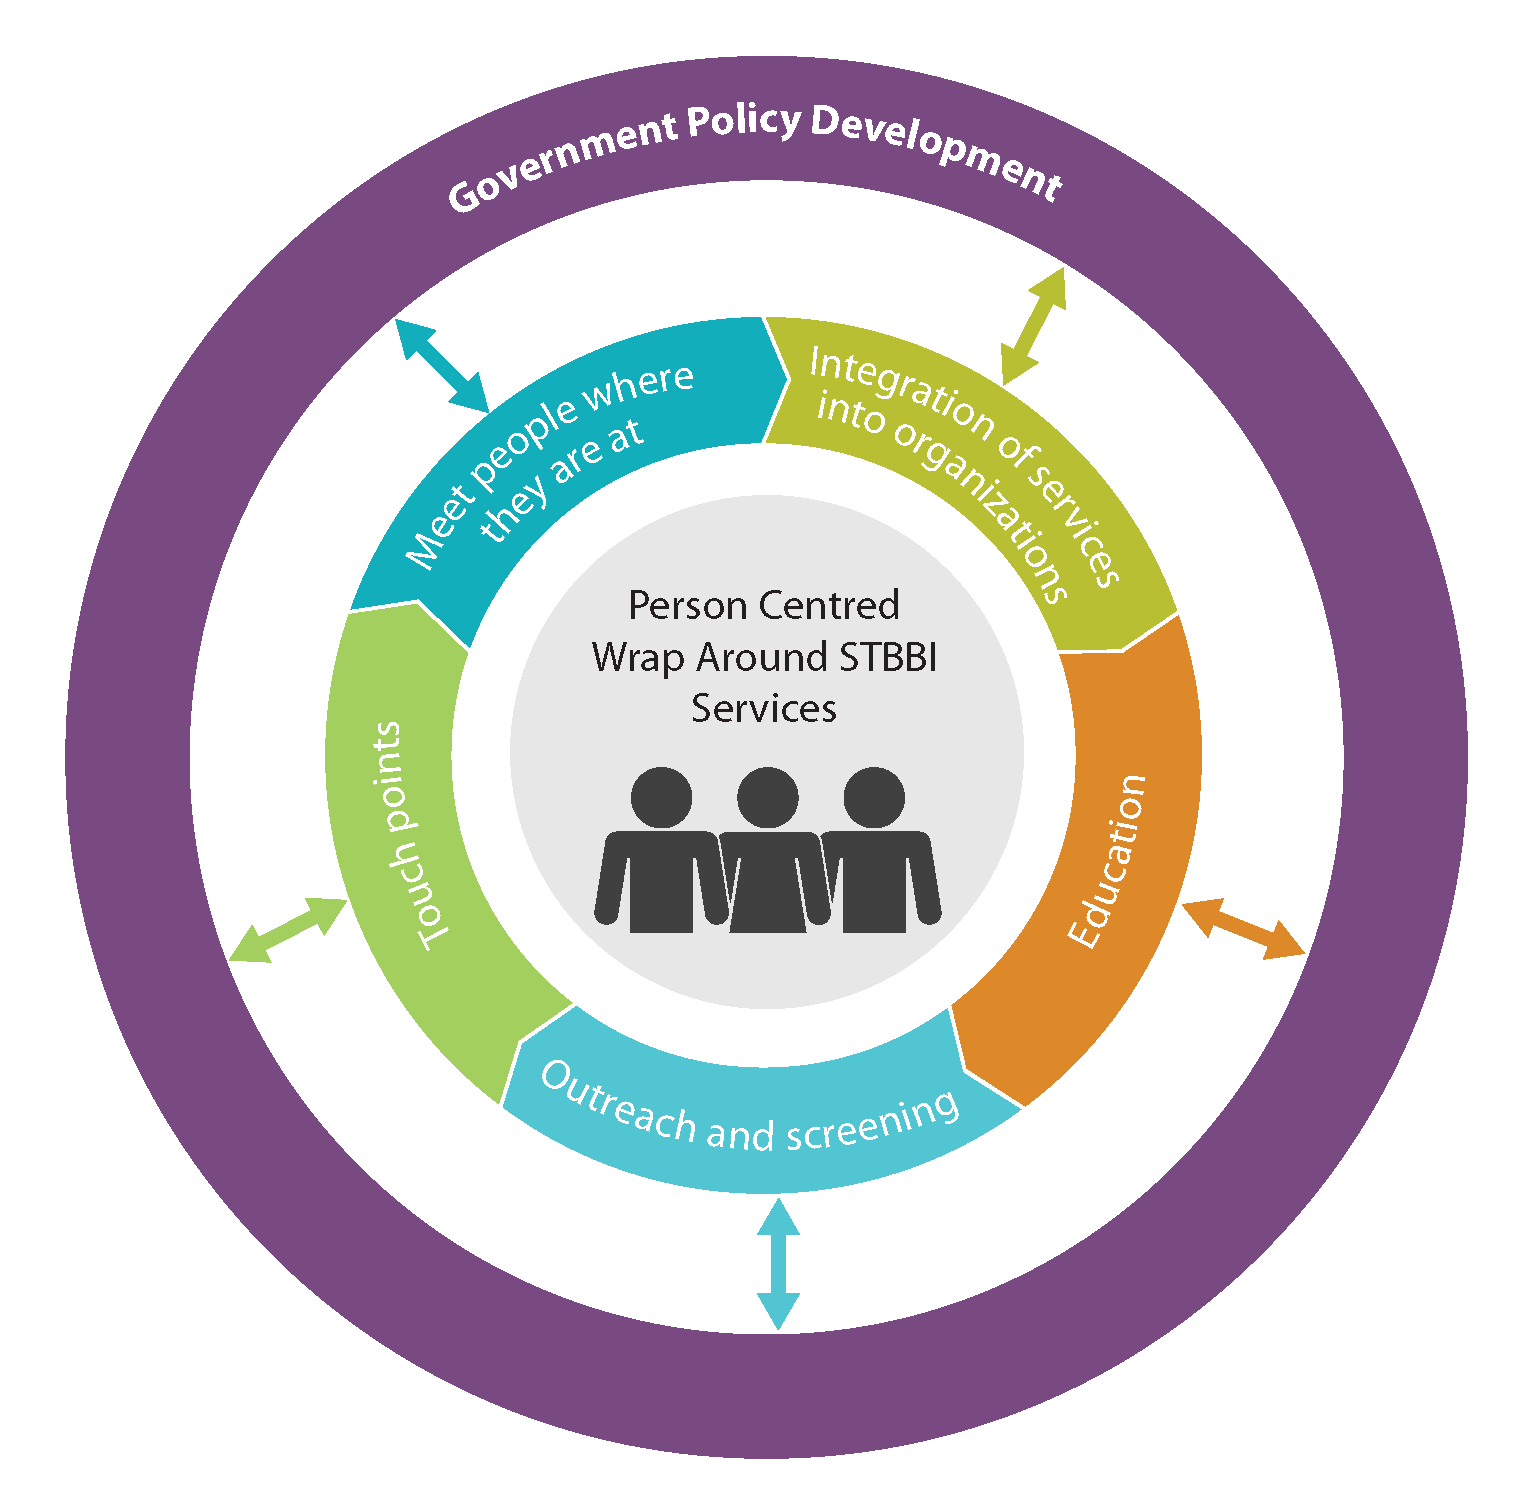 Government Policy Development
Meet people where
they are at
Integration of services
into organizations
Person Centred
Wrap Around STBBI
Services
Touch points
Education
Outreach and screening